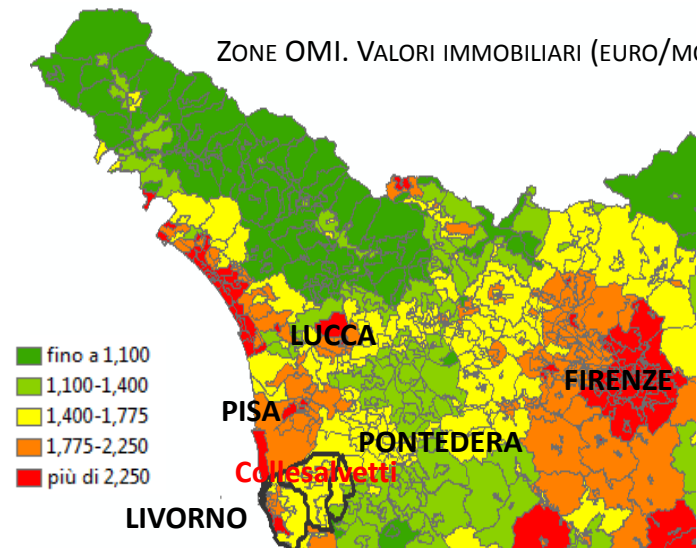 ZONE OMI. VALORI IMMOBILIARI (EURO/M
LUCCA
fino a 1,100
1,100-1,400
1,400-1,775
1,775-2,250
più di 2,250
FIRENZE
PISA
PONTEDERA
Collesalvetti
LIVORNO